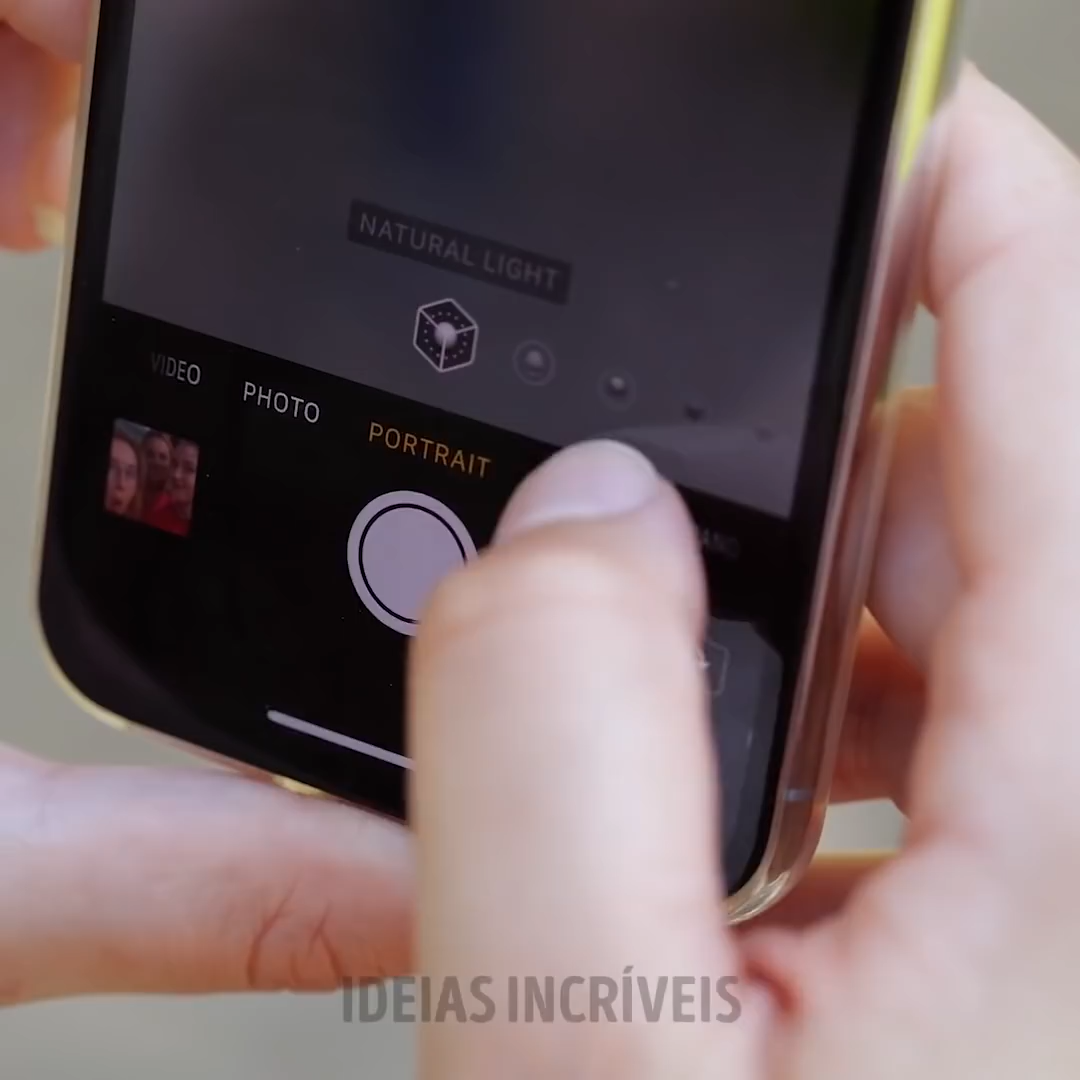 NATURAL LIGHT
VIDEO
PHOTO
PORTRAIT
IDEIAS INCRÍVEIS